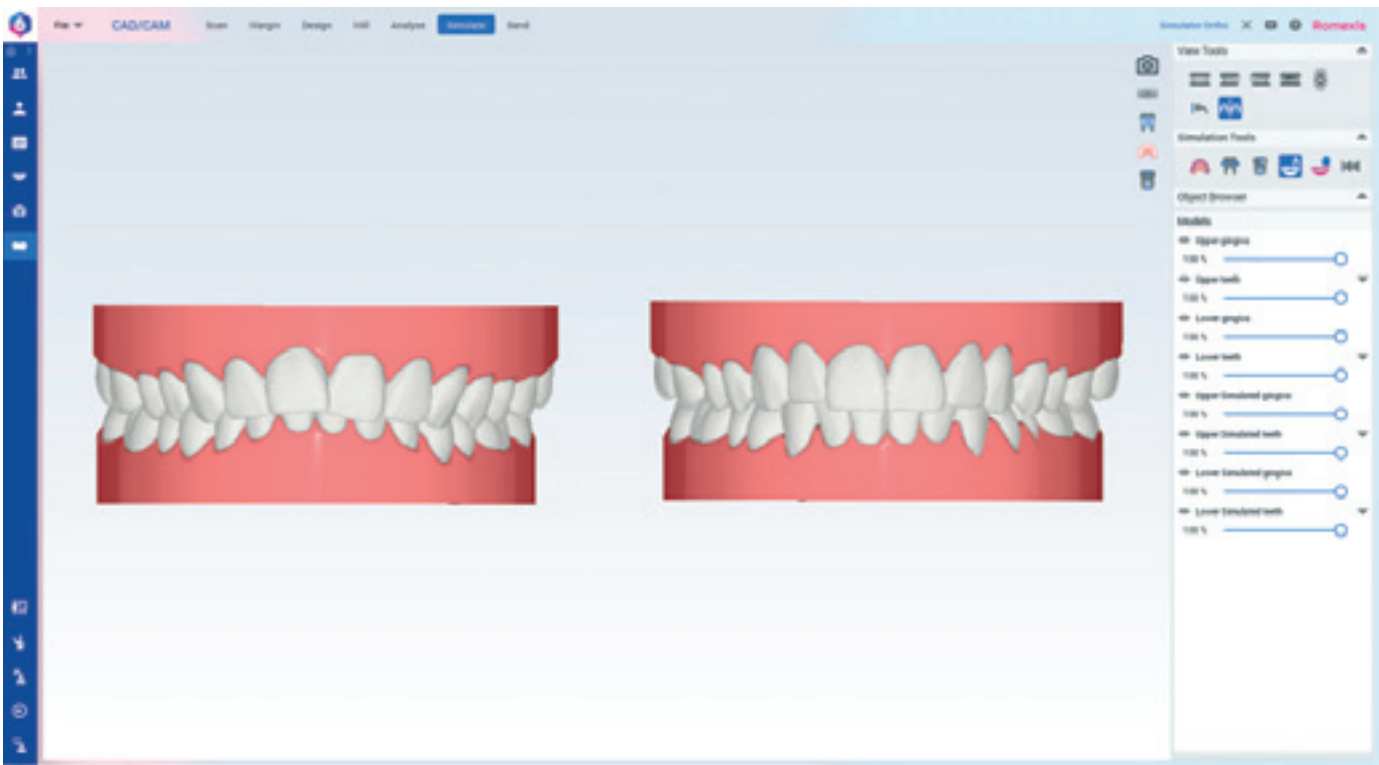 File CAD/CAM Scan Margin Design Mill Analyse Simulate Send
Simulator Ortho Romexis
View Tools
Simulation Tools
Object Browser
Models
Upper gingiva
100 %
Upper teeth
100 %
Lower gingiva
100 %
Lower teeth
100 %
Upper Simulated gingiva
100 %
Upper Simulated teeth
100 %
Lower Simulated gingiva
100 %
Lower Simulated teeth
100 %